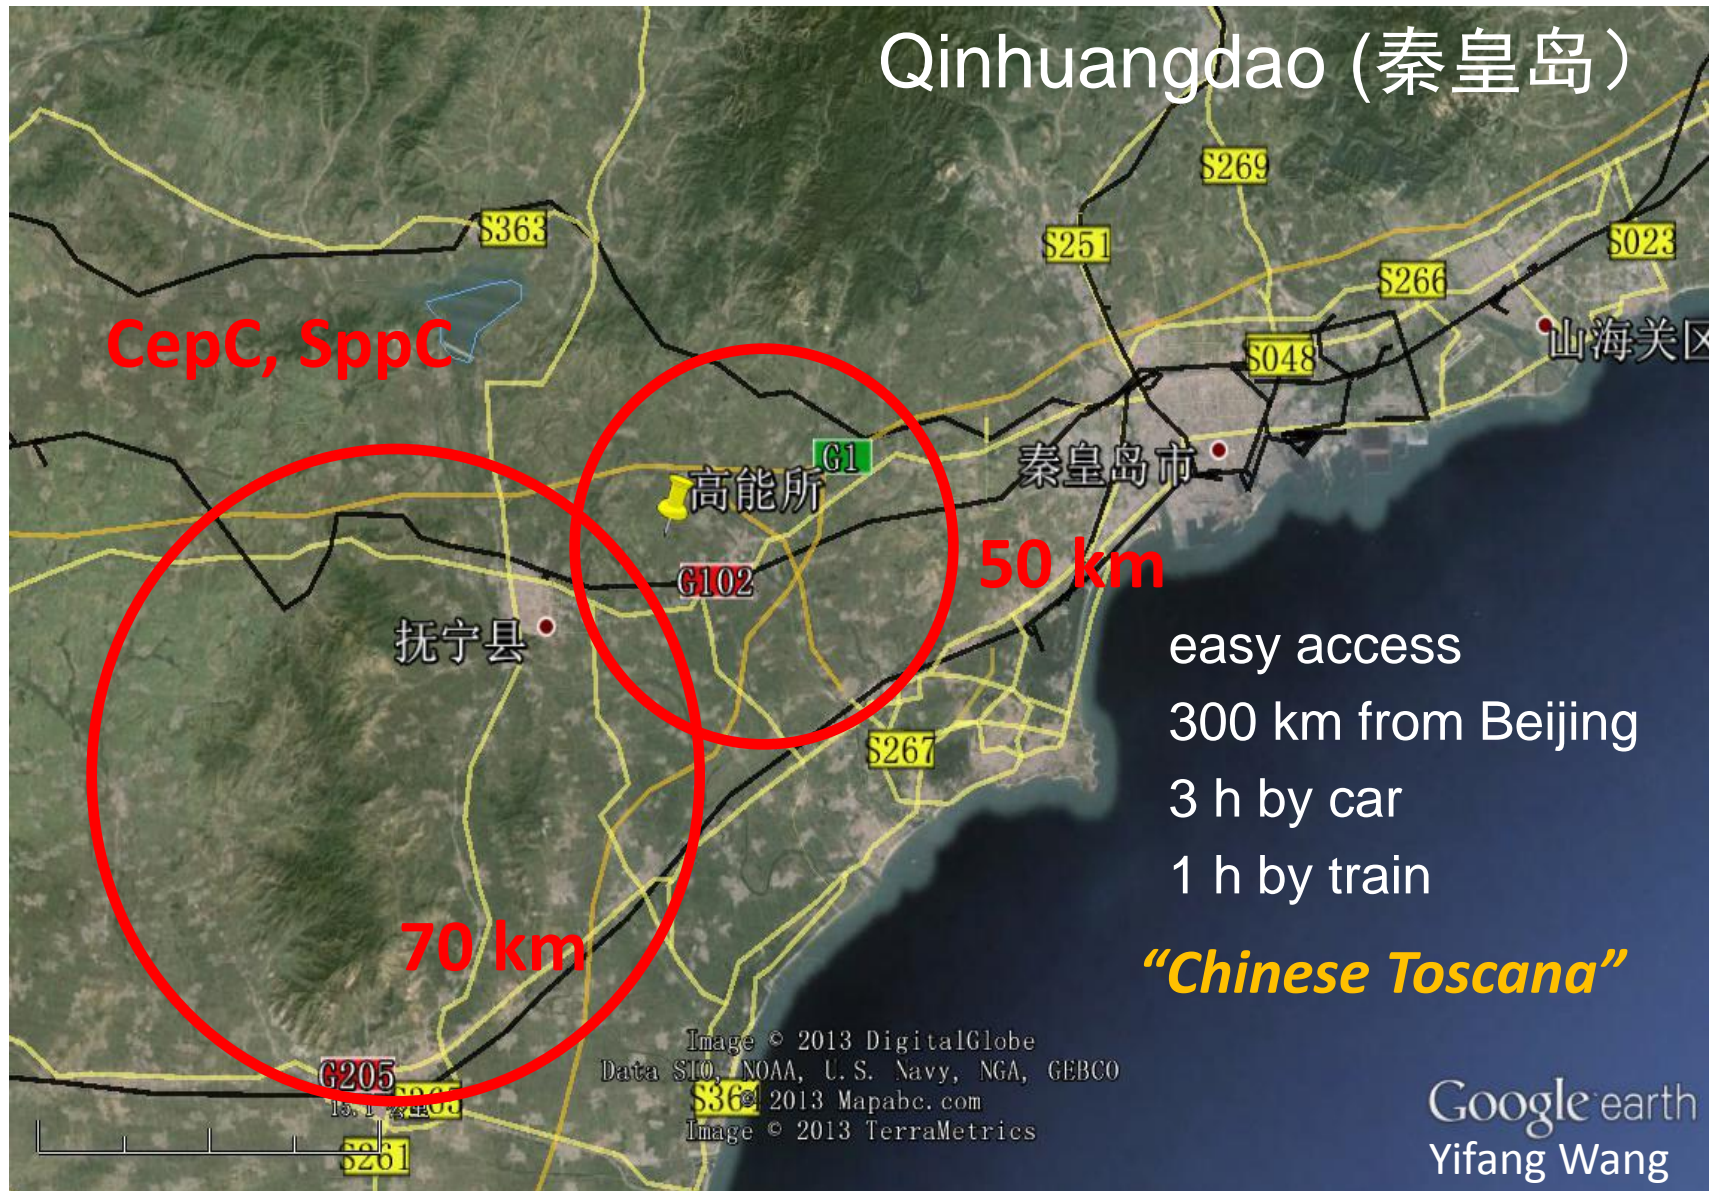 Qinhuangdao (秦皇岛）
S269
S363
S251
S023
S266
CepC, SppC
山海关区
S048
G1
秦皇岛市
高能所
50 km
G102
抚宁县
easy access
300 km from Beijing
S267
3 h by car
1 h by train
70 km
“Chinese Toscana”
Image © 2013 DigitalGlobe
Data SIO, NOAA, U.S. Navy, NGA, GEBCO
G205
© 2013 Mapabc.com
Image © 2013 TerraMetrics
Google earth
S261
Yifang Wang